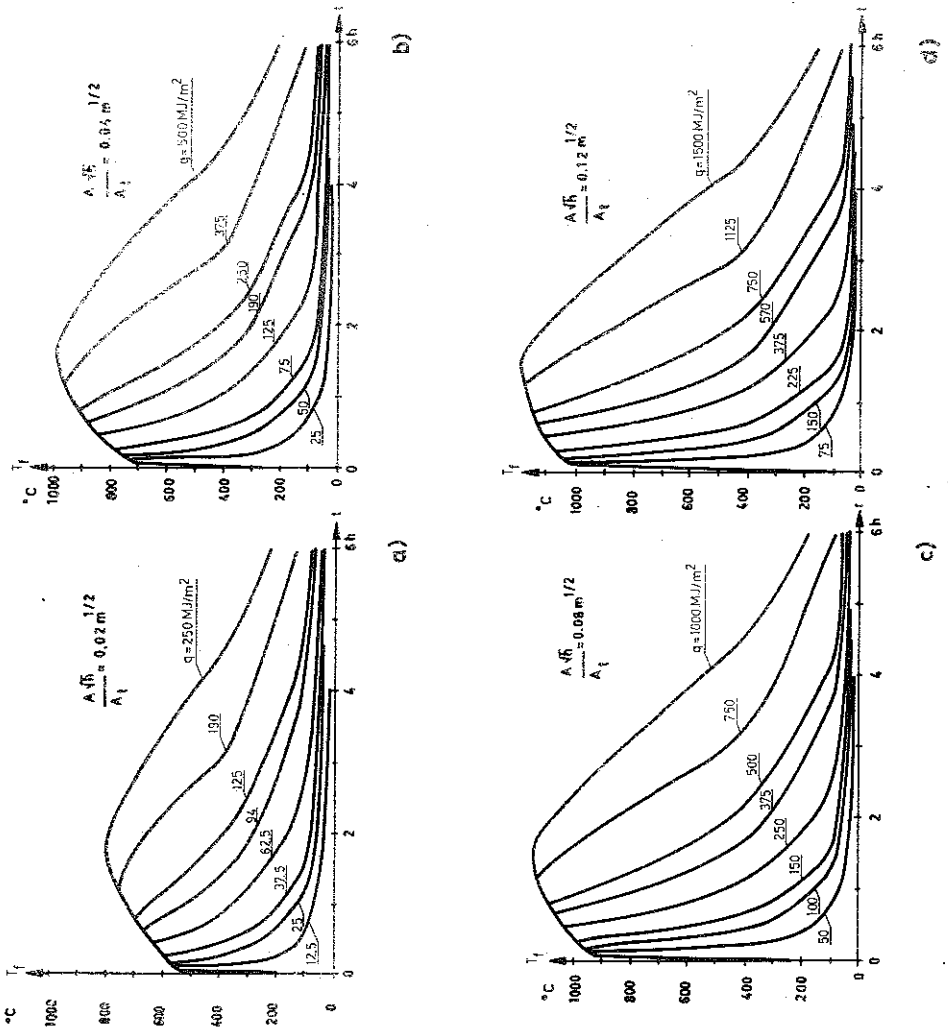 a)
°C
T_f
1000
800
600
400
200
0
2
4
6 h
t
A√h / A_t = 0,02 m^1/2
q=250 MJ/m²
190
125
94
62,5
37,5
25
12,5
b)
°C
T_f
1000
800
600
400
200
0
2
4
6 h
t
A√h / A_t = 0.04 m^1/2
q=500 MJ/m²
375
250
190
125
75
50
25
c)
°C
T_f
1000
800
600
400
200
0
2
4
6 h
t
A√h / A_t = 0.08 m^1/2
q=1000 MJ/m²
750
500
375
250
150
100
50
d)
°C
T_f
1000
800
600
400
200
0
2
4
6 h
t
A√h / A_t = 0.12 m^1/2
q=1500 MJ/m²
1125
750
570
375
225
150
75